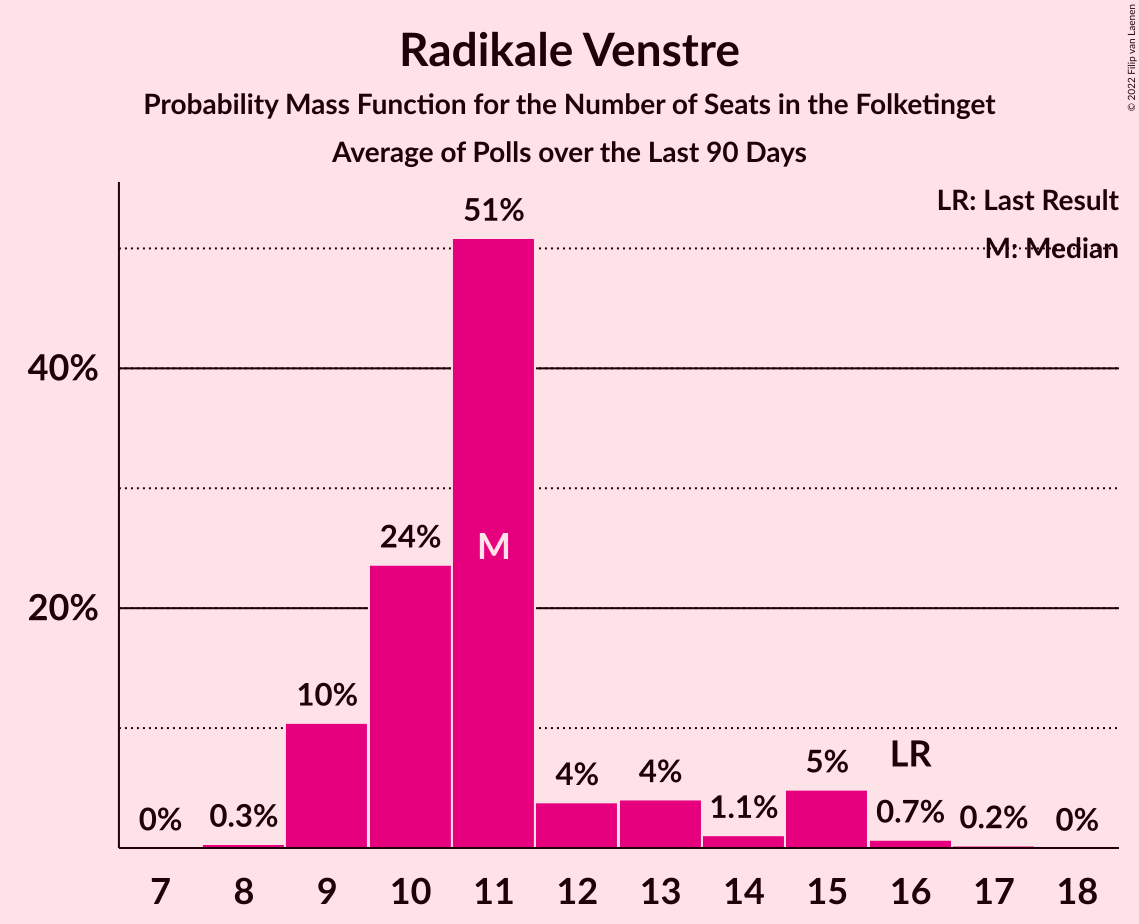 Radikale Venstre
Probability Mass Function for the Number of Seats in the Folketinget
Average of Polls over the Last 90 Days
© 2022 Filip van Laenen
LR: Last Result
M: Median
51%
40%
24%
M
20%
10%
LR
5%
4%
4%
1.1%
0.7%
0.2%
0%
0.3%
0%
7 8 9 10 11 12 13 14 15 16 17 18